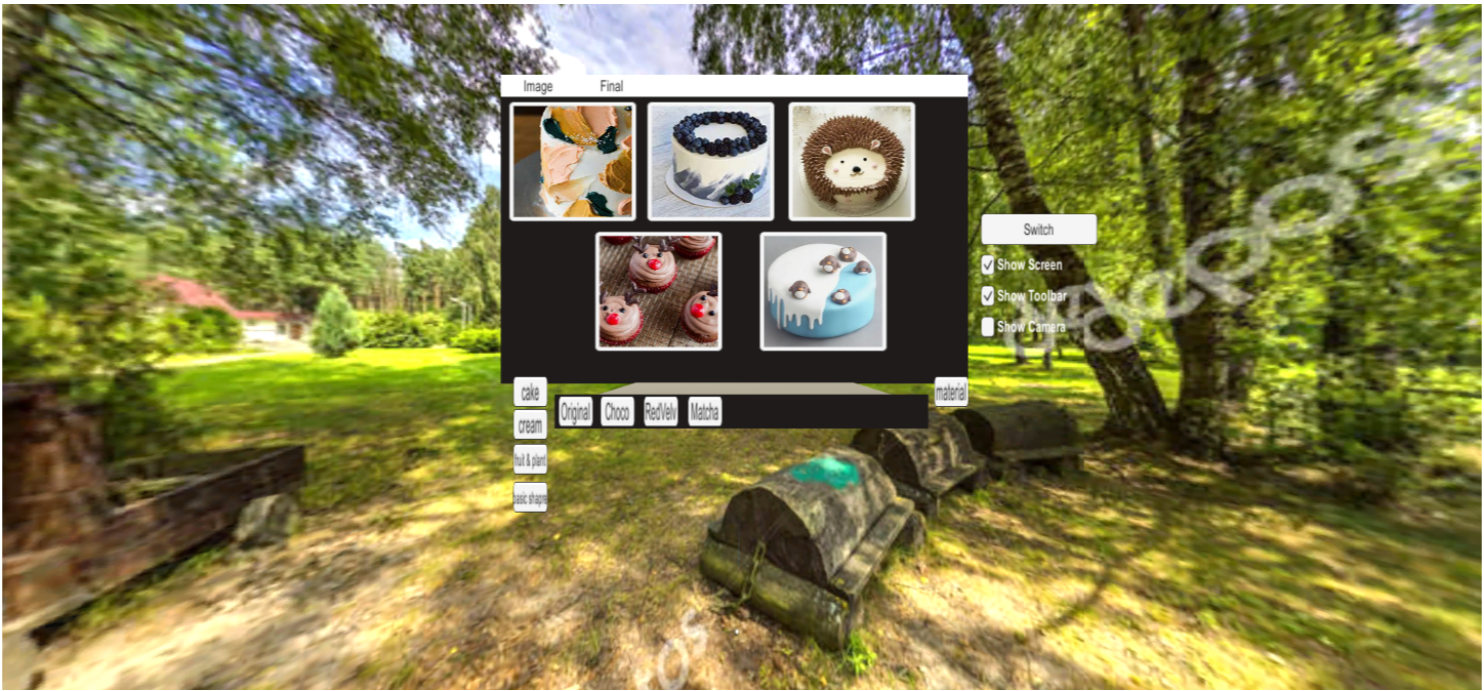 Image Final
Switch
Show Screen
Show Toolbar
Show Camera
cake
material
Original Choco RedVelv Matcha
cream
fruit & plant
basic shape